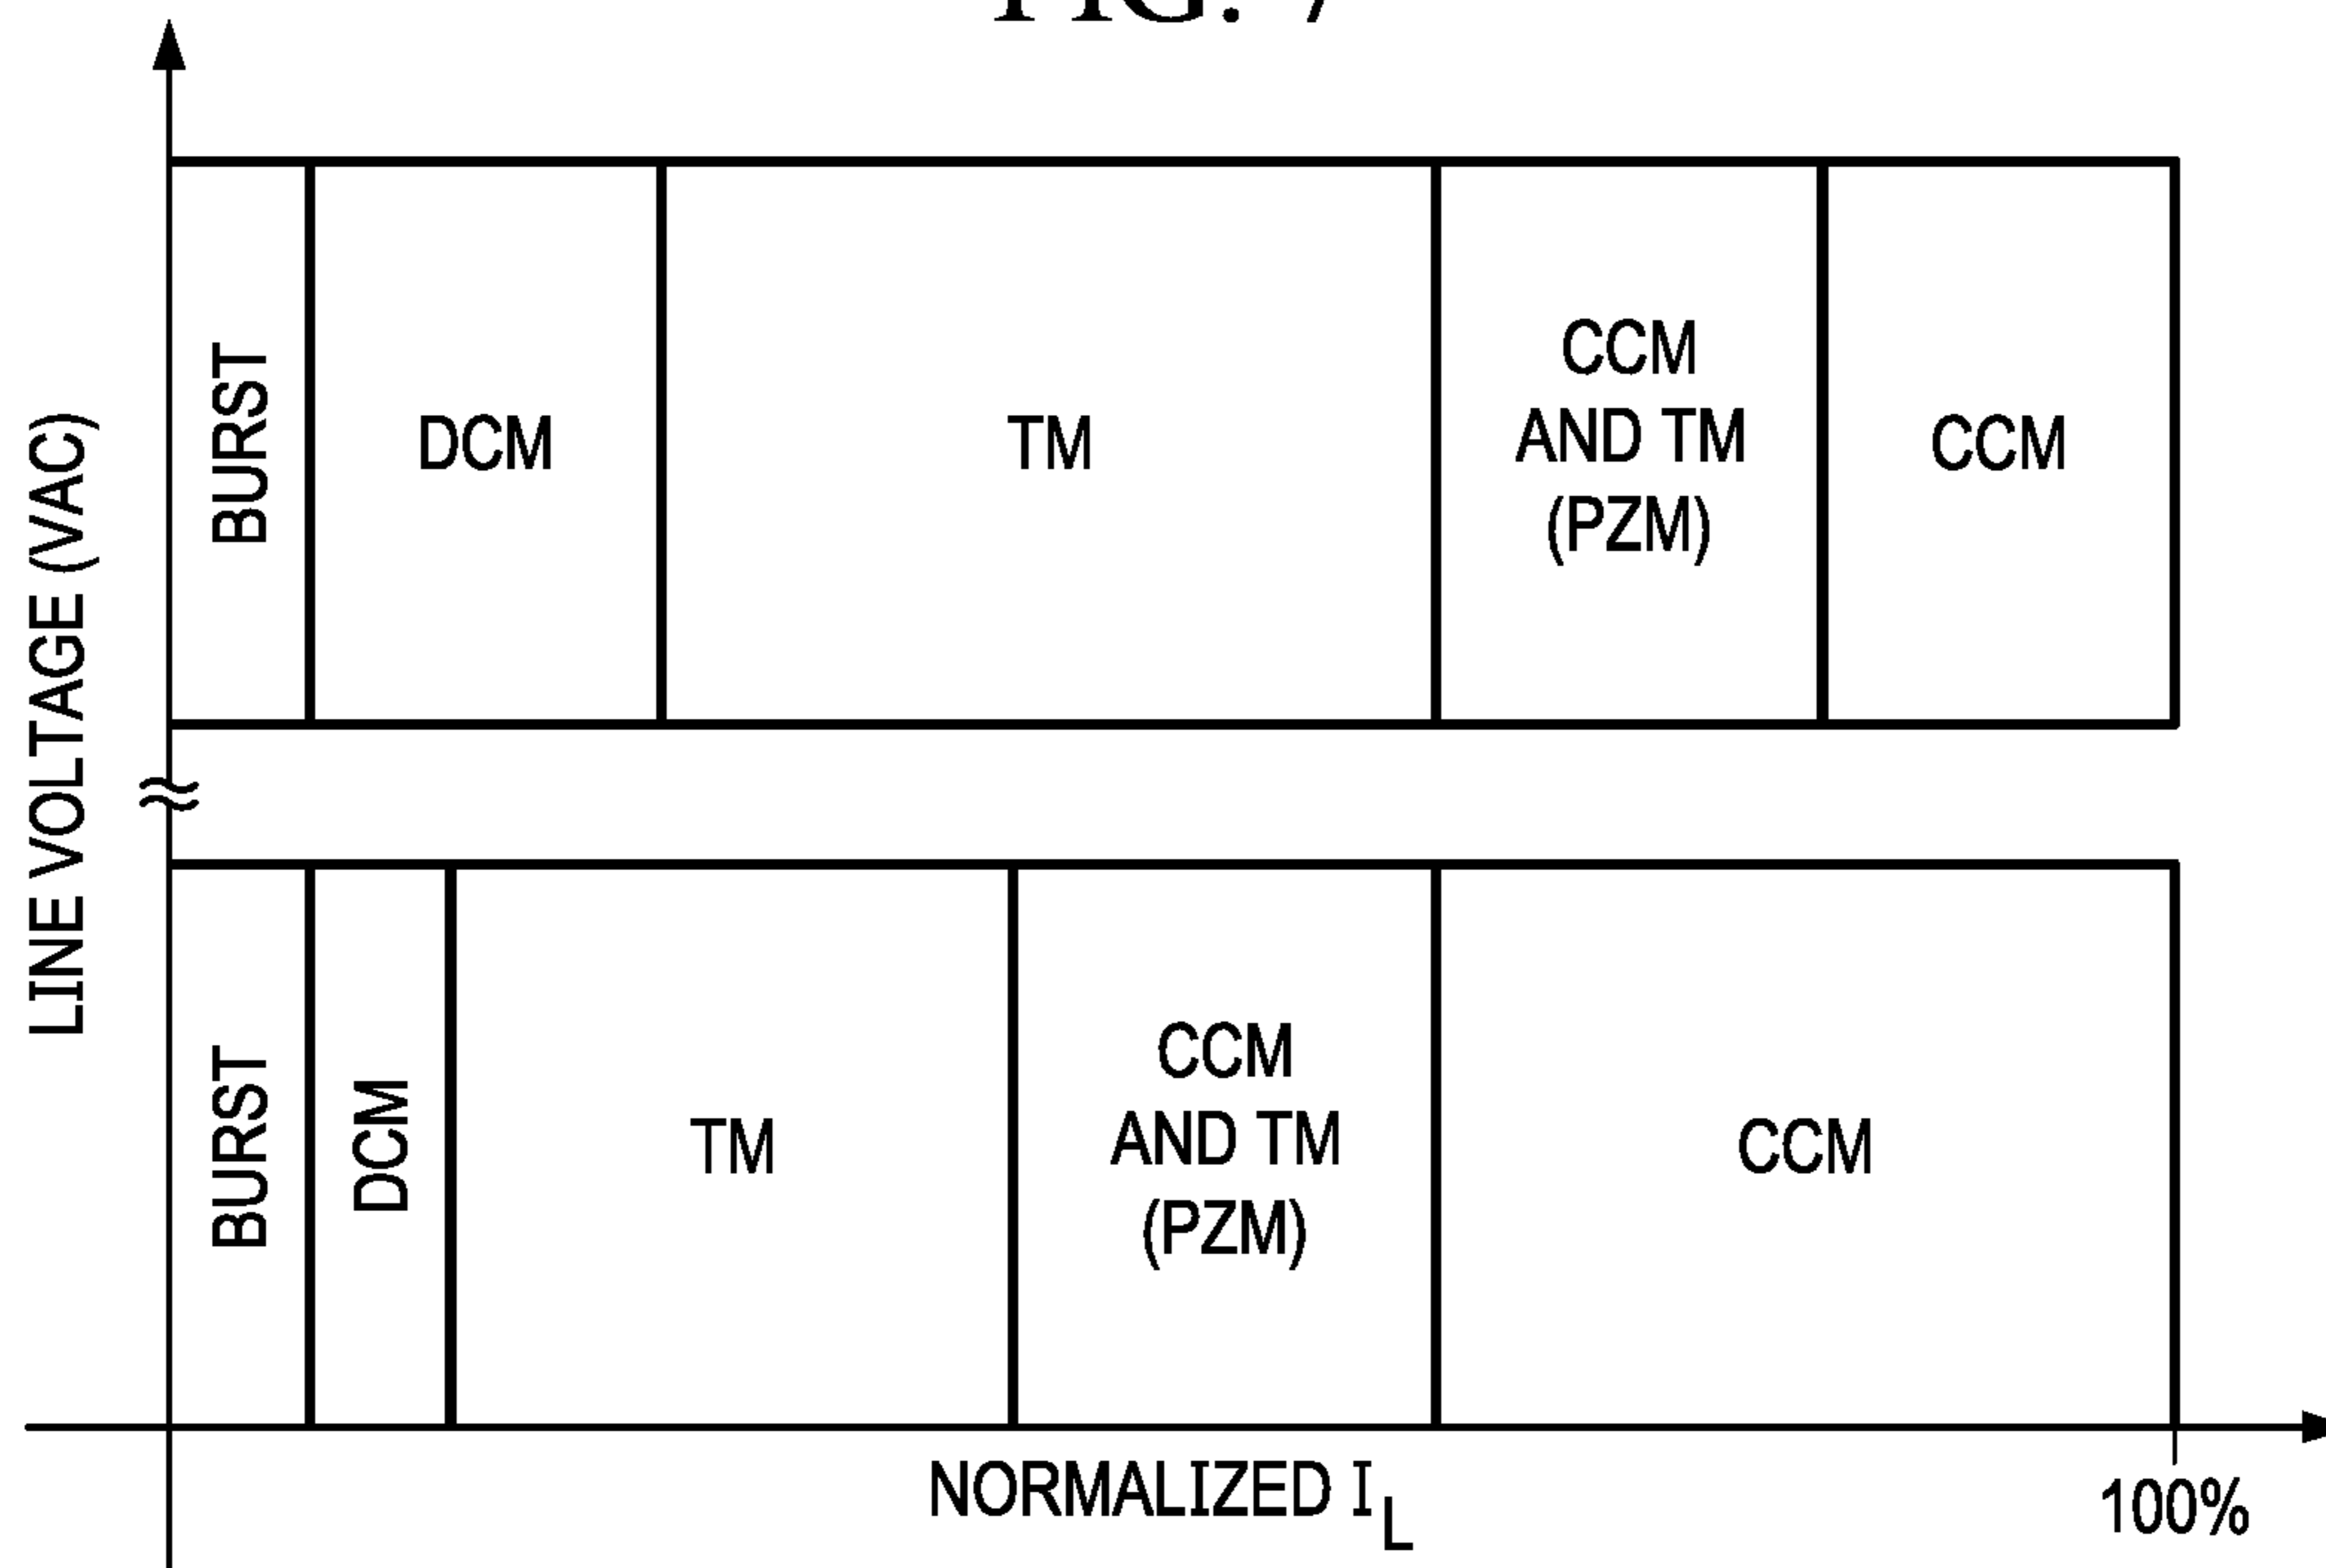 LINE VOLTAGE (VAC)
BURST
DCM
TM
CCM
AND TM
(PZM)
CCM
BURST
DCM
TM
CCM
AND TM
(PZM)
CCM
NORMALIZED IL
100%